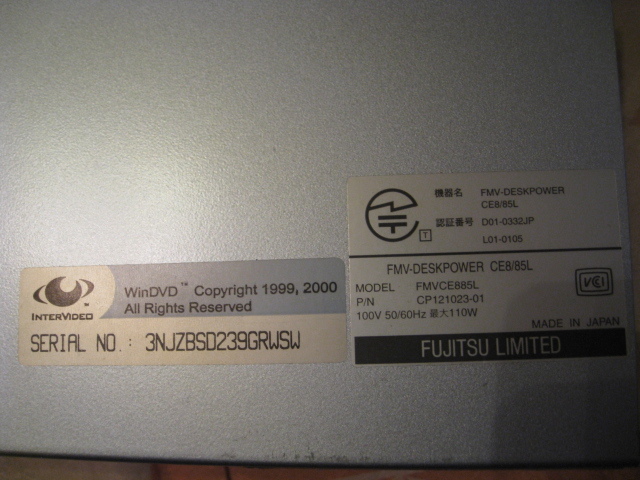 INTERVIDEO™
WinDVD™ Copyright 1999, 2000
All Rights Reserved
SERIAL NO.: 3NJZBSD239GRWSW
T
機器名 FMV-DESKPOWER
CE8/85L
認証番号 D01-0332JP
L01-0105
FMV-DESKPOWER CE8/85L
MODEL FMVCE885L
P/N CP121023-01
100V 50/60Hz 最大110W
VCI
MADE IN JAPAN
FUJITSU LIMITED